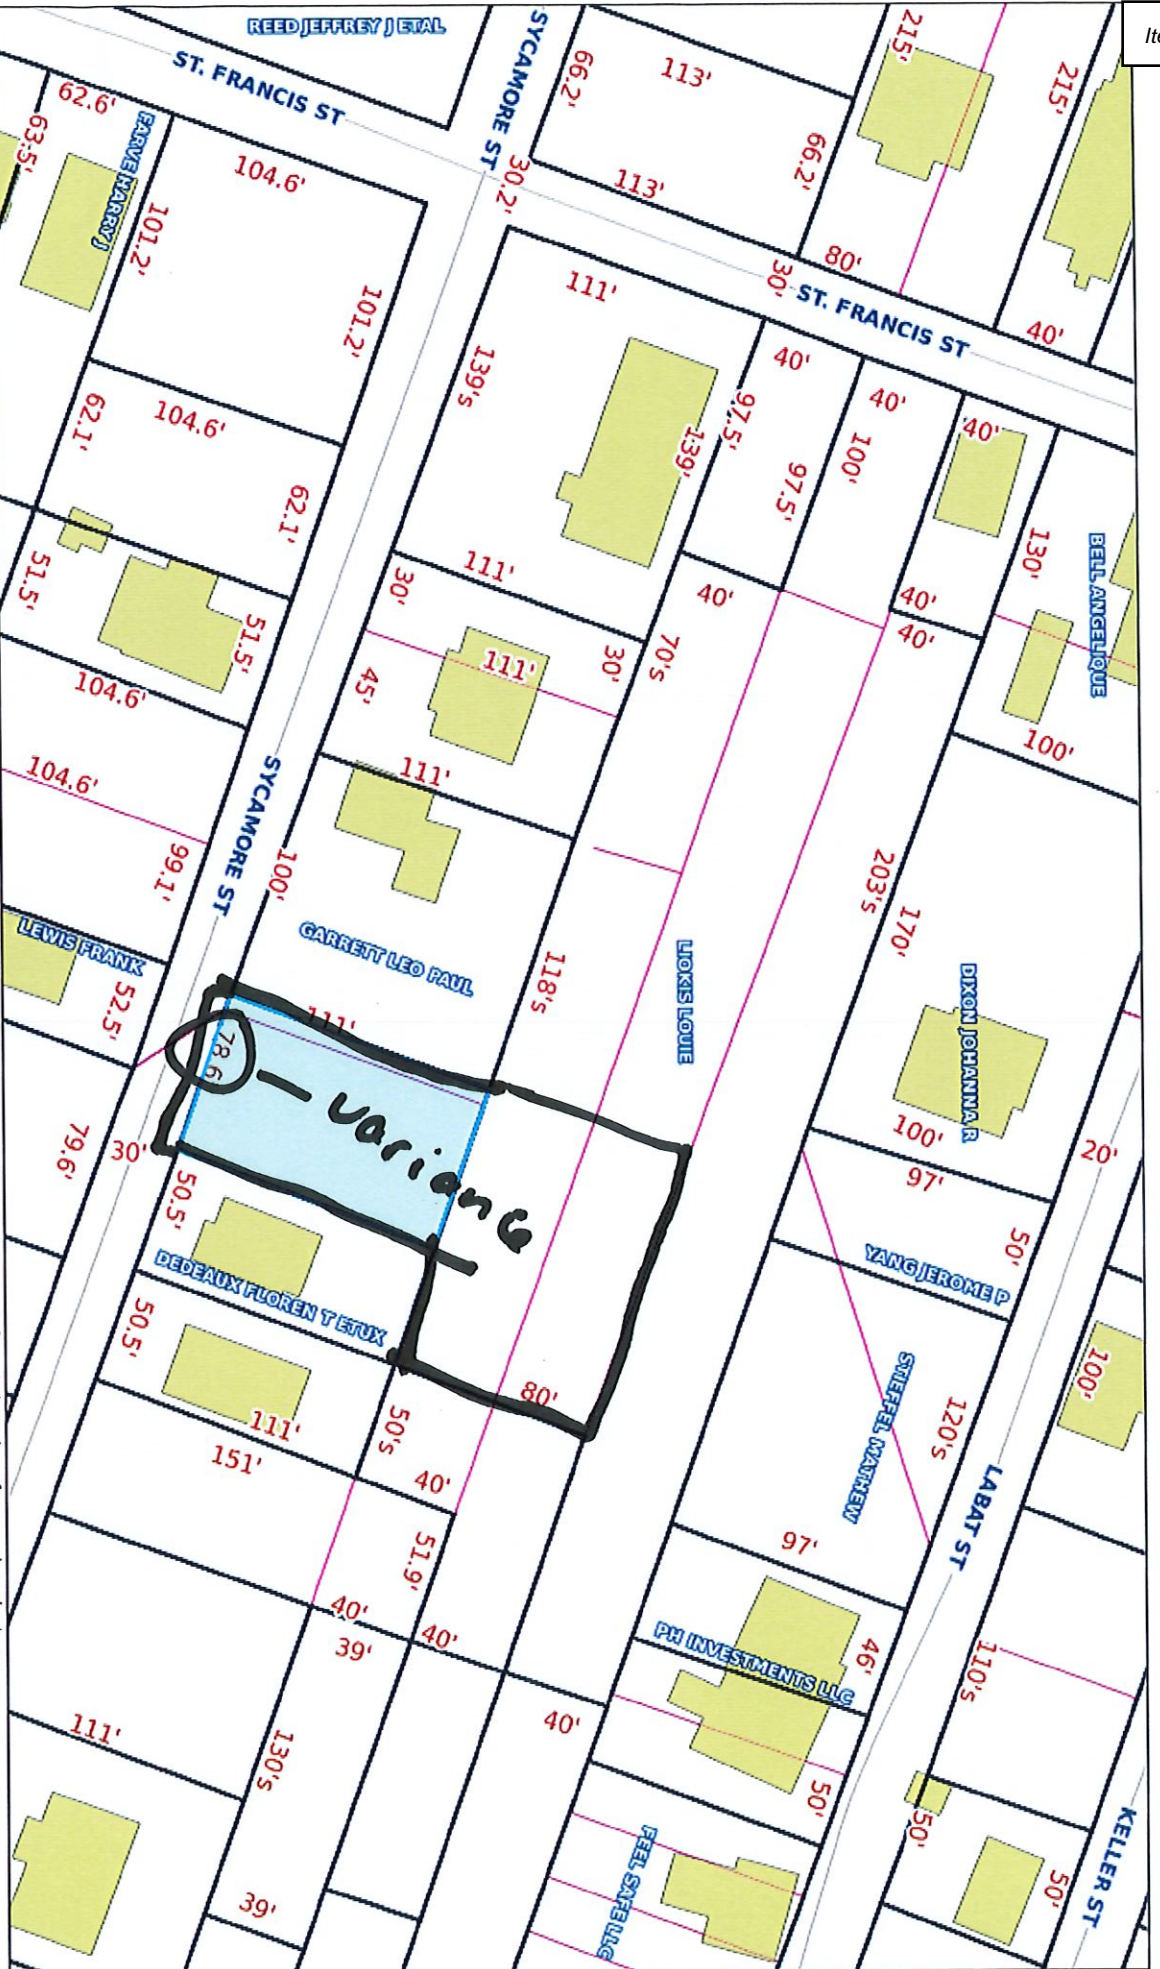 REED JEFFREY J ETAL
Ite
ST. FRANCIS ST
SYCAMORE ST
66.2'
113'
215'
215'
62.6'
63.5'
FARVE HARRY J
104.6'
30.2'
113'
66.2'
101.2'
101.2'
80'
30'
ST. FRANCIS ST
40'
111'
139's
40'
40'
40'
97.5'
139'
97.5'
100'
62.1'
104.6'
62.1'
51.5'
51.5'
111'
30'
40'
40'
40'
130'
BELL ANGELIQUE
104.6'
111'
30'
70's
45'
100'
104.6'
99.1'
SYCAMORE ST
111'
100'
203's
170'
LEWIS FRANK
52.5'
GARRETT LEO PAUL
118's
LIOKIS LOUIE
DIXON JOHANNA R
111'
78.6
variance
79.6'
30'
50.5'
100'
97'
20'
50'
DEDEAUX FLOREN T ETUX
YANG JEROME P
50.5'
80'
STIEFFEL MATHEW
120's
100'
111'
151'
50's
40'
LABAT ST
51.9'
97'
40'
39'
40'
PH INVESTMENTS LLC
46'
110's
111'
130's
40'
50'
50'
KELLER ST
FEEL SAFE LLC
39'
50'